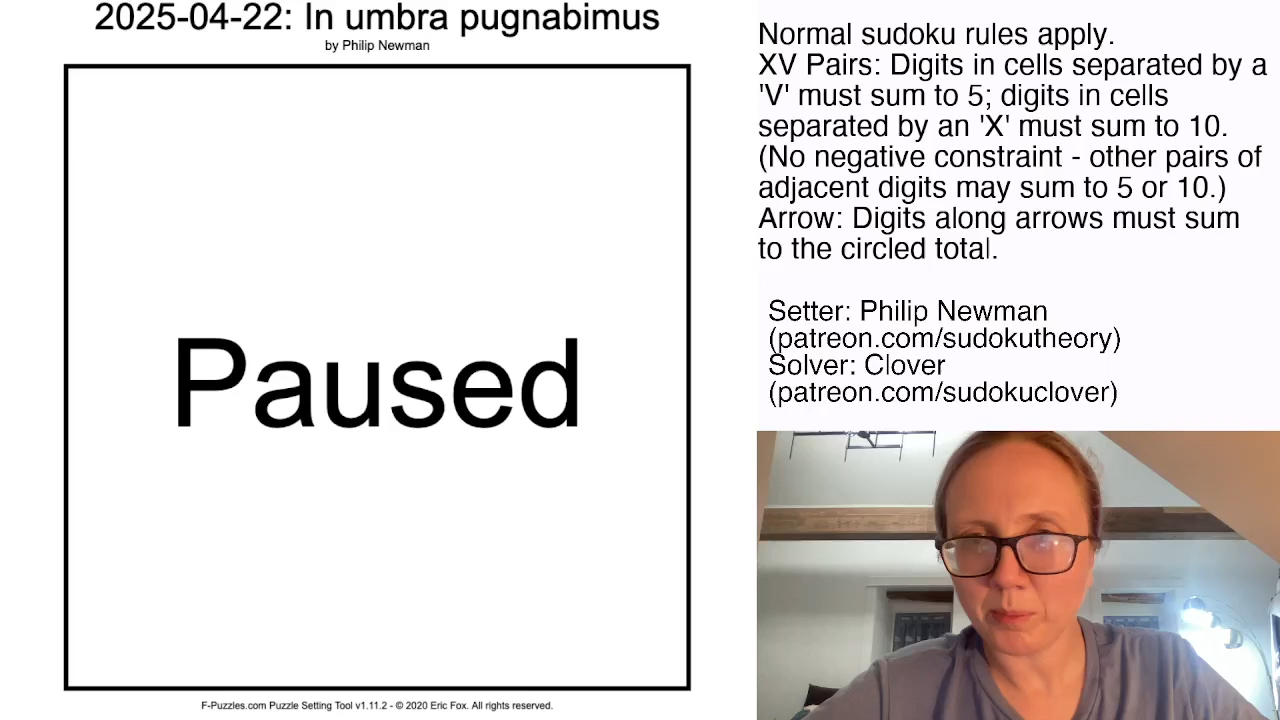 2025-04-22: In umbra pugnabimus
by Philip Newman
Paused
F-Puzzles.com Puzzle Setting Tool v1.11.2 - © 2020 Eric Fox. All rights reserved.
Normal sudoku rules apply.
XV Pairs: Digits in cells separated by a
'V' must sum to 5; digits in cells
separated by an 'X' must sum to 10.
(No negative constraint - other pairs of
adjacent digits may sum to 5 or 10.)
Arrow: Digits along arrows must sum
to the circled total.
Setter: Philip Newman
(patreon.com/sudokutheory)
Solver: Clover
(patreon.com/sudokuclover)